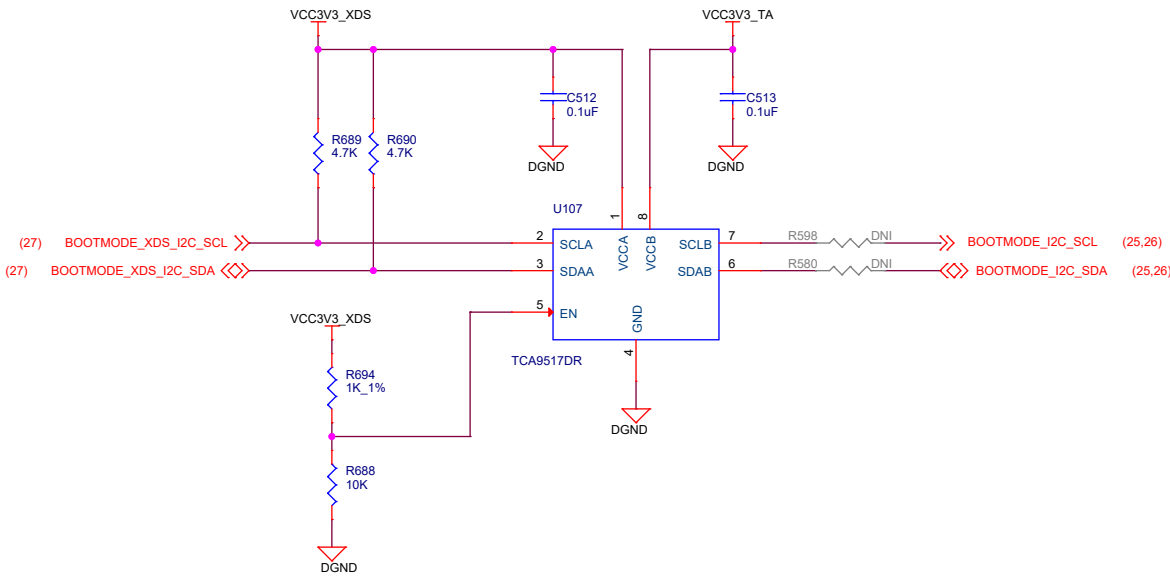 VCC3V3_XDS
VCC3V3_TA
C512
0.1uF
C513
0.1uF
R689
4.7K
R690
4.7K
DGND
DGND
U107
1
8
(27) BOOTMODE_XDS_I2C_SCL
2
SCLA
VCCA
VCCB
SCLB
7
R598
DNI
BOOTMODE_I2C_SCL (25,26)
(27) BOOTMODE_XDS_I2C_SDA
3
SDAA
SDAB
6
R580
DNI
BOOTMODE_I2C_SDA (25,26)
5
EN
GND
VCC3V3_XDS
4
TCA9517DR
R694
1K_1%
DGND
R688
10K
DGND